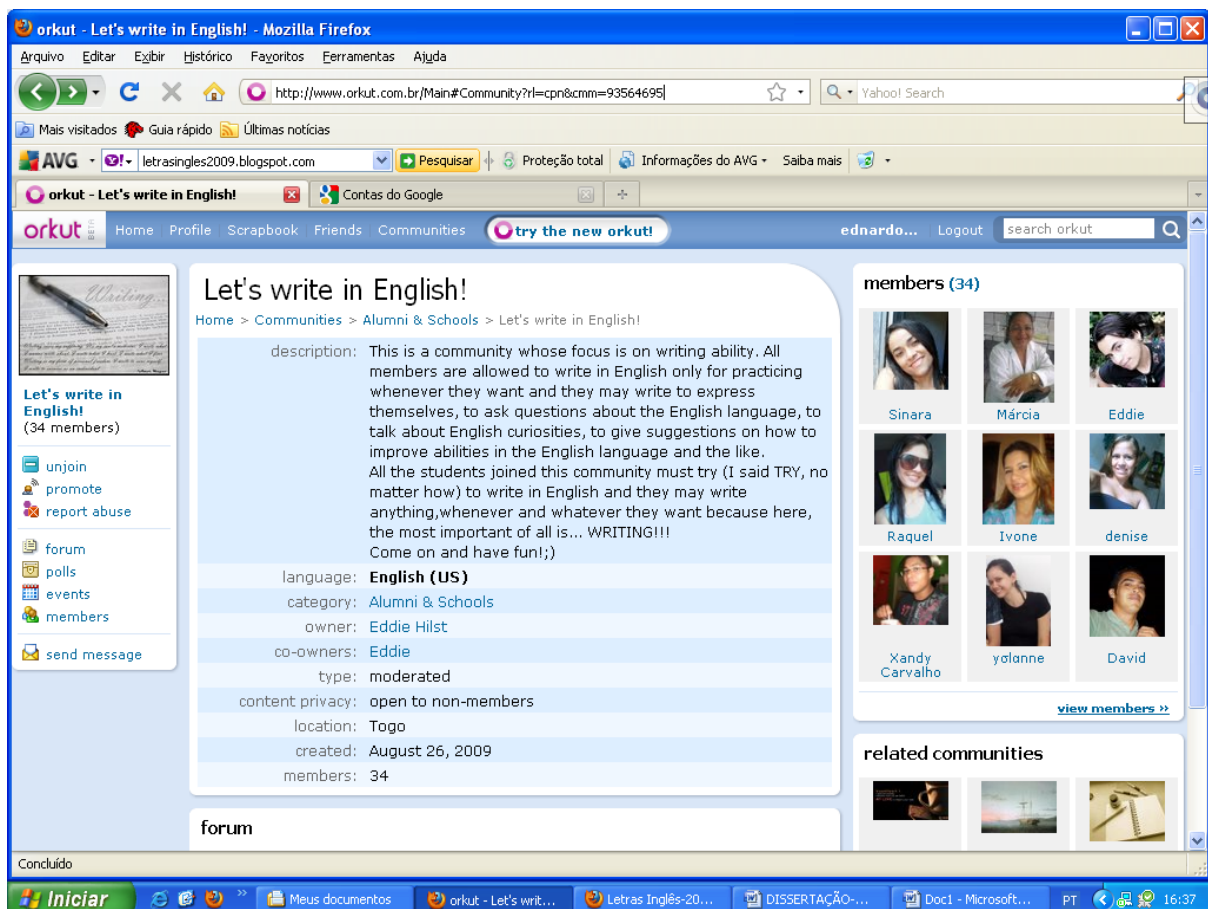 orkut - Let's write in English! - Mozilla Firefox
Arquivo Editar Exibir Histórico Favoritos Ferramentas Ajuda
http://www.orkut.com.br/Main#Community?rl=cpn&cmm=93564695
Yahoo! Search
Mais visitados Guia rápido Últimas notícias
AVG letrasingles2009.blogspot.com Pesquisar Proteção total Informações do AVG Saiba mais
orkut - Let's write in English! Contas do Google
orkut BETA Home Profile Scrapbook Friends Communities try the new orkut! ednardo... Logout search orkut
Writing...
Let's write in
English!
(34 members)
unjoin
promote
report abuse
forum
polls
events
members
send message
Let's write in English!
Home > Communities > Alumni & Schools > Let's write in English!
description: This is a community whose focus is on writing ability. All
members are allowed to write in English only for practicing
whenever they want and they may write to express
themselves, to ask questions about the English language, to
talk about English curiosities, to give suggestions on how to
improve abilities in the English language and the like.
All the students joined this community must try (I said TRY, no
matter how) to write in English and they may write
anything,whenever and whatever they want because here,
the most important of all is... WRITING!!!
Come on and have fun!;)
language: English (US)
category: Alumni & Schools
owner: Eddie Hilst
co-owners: Eddie
type: moderated
content privacy: open to non-members
location: Togo
created: August 26, 2009
members: 34
forum
members (34)
Sinara Márcia Eddie
Raquel Ivone denise
Xandy Carvalho yσlαnne David
view members »
related communities
Concluído
Iniciar » Meus documentos orkut - Let's writ... Letras Inglês-20... DISSERTAÇÃO-... Doc1 - Microsoft... PT 16:37